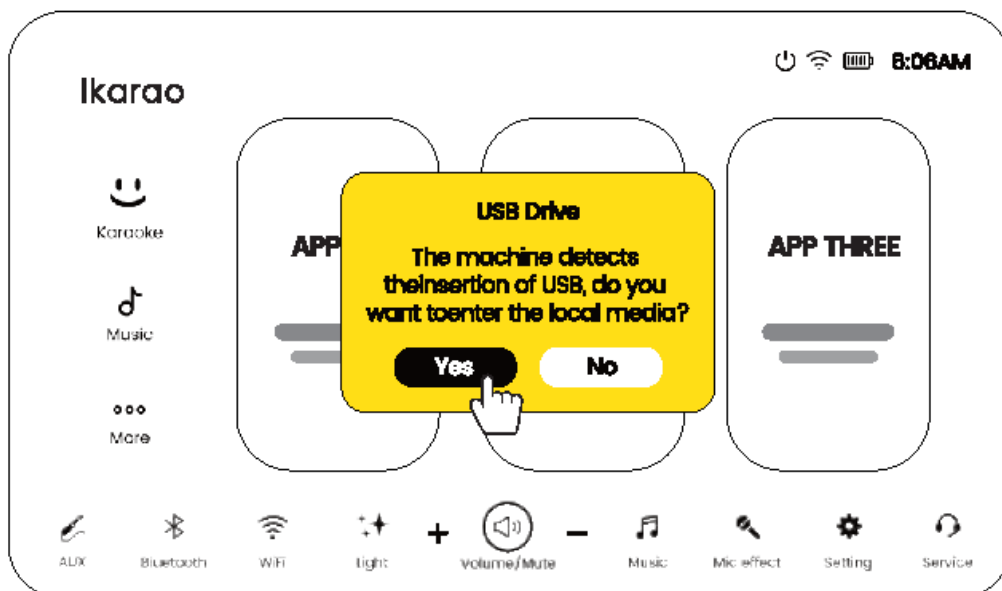 6:06AM
Ikarao
Karaoke
Music
More
APP
APP THREE
USB Drive
The machine detects
theinsertion of USB, do you
want toenter the local media?
Yes
No
AUX
Bluetooth
WiFi
Light
+
Volume/Mute
−
Music
Mic effect
Setting
Service